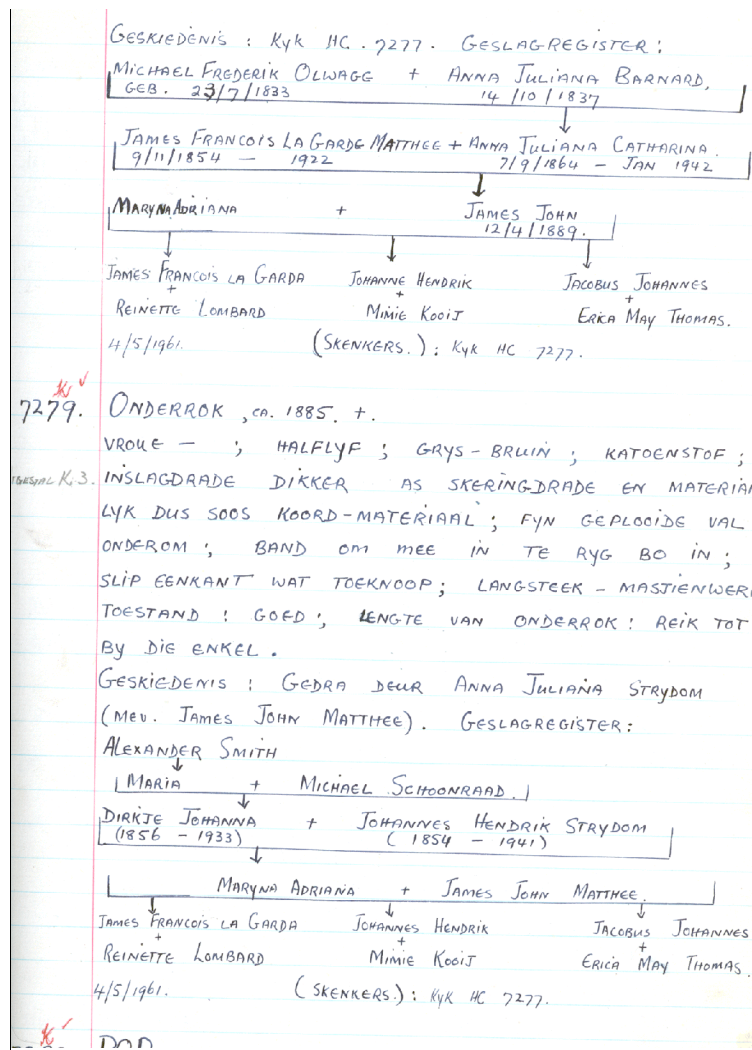 GESKIEDENIS : KYK HC. 7277. GESLAGREGISTER :
MICHAEL FREDERIK OLWAGE + ANNA JULIANA BARNARD,
GEB. 23/7/1833 14/10/1837
JAMES FRANCOIS LA GARDE MATTHEE + ANNA JULIANA CATHARINA.
9/11/1854 – 1922 7/9/1864 – JAN 1942
MARYNA ADRIANA + JAMES JOHN
12/4/1889.
JAMES FRANCOIS LA GARDA JOHANNE HENDRIK JACOBUS JOHANNES
+ + +
REINETTE LOMBARD MIMIE KOOIJ ERICA MAY THOMAS.
4/5/1961. (SKENKERS.) : KYK HC 7277.
7279. ONDERROK, CA. 1885. +.
VROUE – ; HALFLYF ; GRYS-BRUIN ; KATOENSTOF ;
K.3. INSLAGDRADE DIKKER AS SKERINGDRADE EN MATERIA
LYK DUS SOOS KOORD-MATERIAAL ; FYN GEPLOOIDE VAL
ONDEROM ; BAND OM MEE IN TE RYG BO IN ;
SLIP EENKANT WAT TOEKNOOP ; LANGSTEEK – MASJIENWER
TOESTAND : GOED ; LENGTE VAN ONDERROK : REIK TOT
BY DIE ENKEL.
GESKIEDENIS : GEDRA DEUR ANNA JULIANA STRYDOM
(MEV. JAMES JOHN MATTHEE). GESLAGREGISTER :
ALEXANDER SMITH
MARIA + MICHAEL SCHOONRAAD.
DIRKJE JOHANNA + JOHANNES HENDRIK STRYDOM
(1856 – 1933) (1854 – 1941)
MARYNA ADRIANA + JAMES JOHN MATTHEE.
JAMES FRANCOIS LA GARDA JOHANNES HENDRIK JACOBUS JOHANNES
+ + +
REINETTE LOMBARD MIMIE KOOIJ ERICA MAY THOMAS.
4/5/1961. (SKENKERS.) : KYK HC 7277.